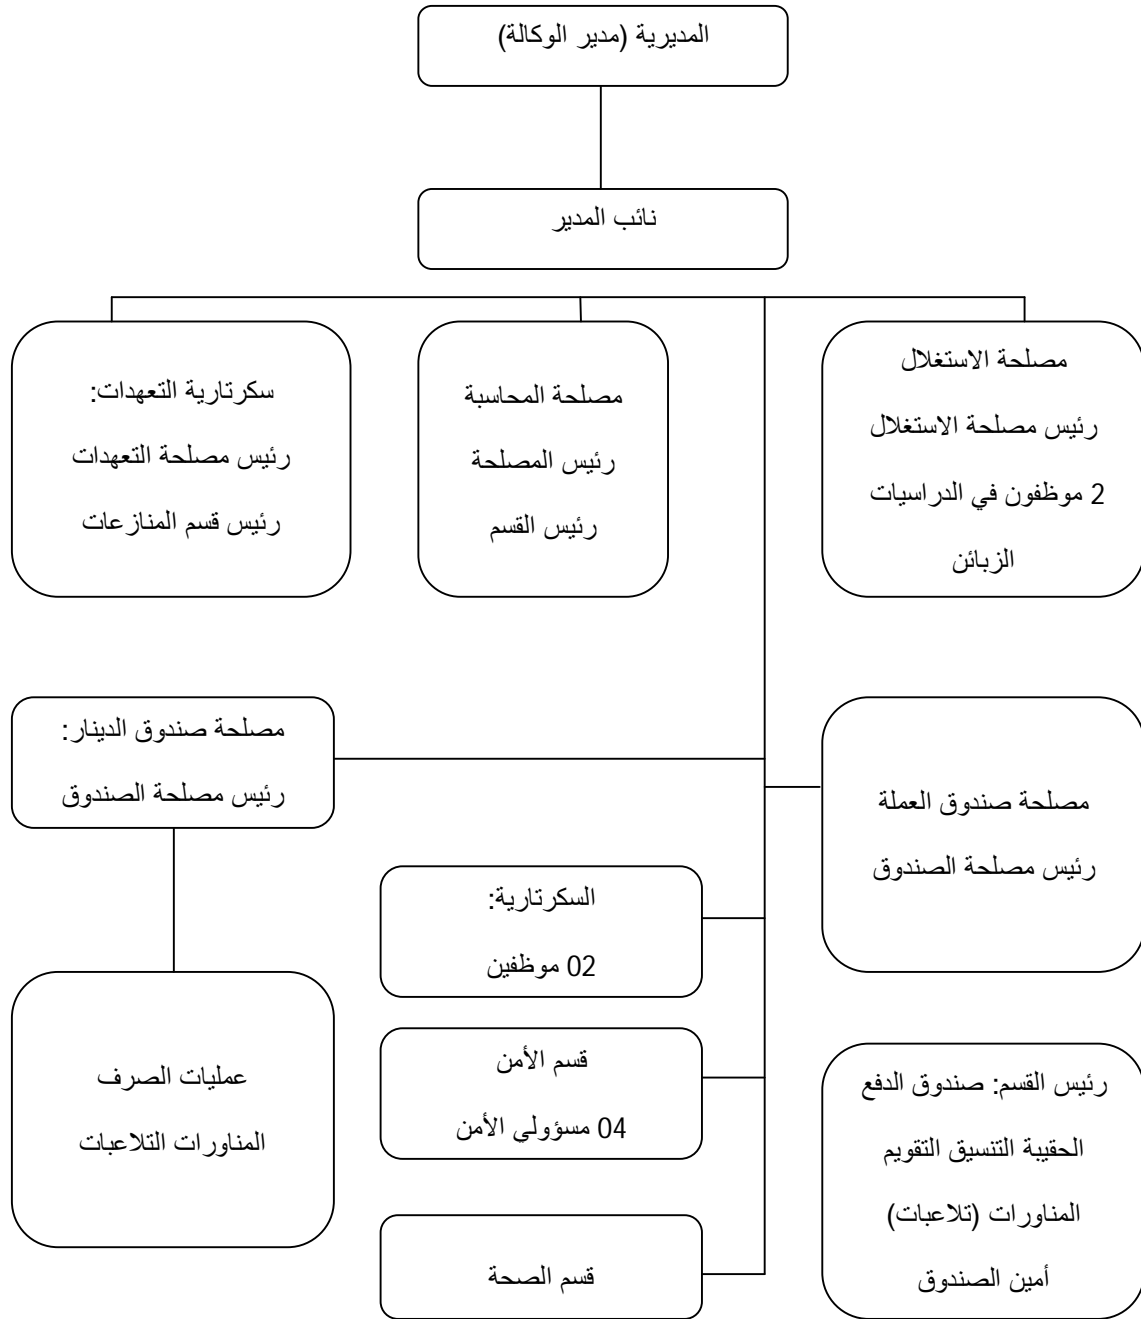 المديرية (مدير الوكالة)
نائب المدير
مصلحة الاستغلال
رئيس مصلحة الاستغلال
2 موظفون في الدراسيات
الزبائن
مصلحة المحاسبة
رئيس المصلحة
رئيس القسم
سكرتارية التعهدات:
رئيس مصلحة التعهدات
رئيس قسم المنازعات
مصلحة صندوق العملة
رئيس مصلحة الصندوق
مصلحة صندوق الدينار:
رئيس مصلحة الصندوق
السكرتارية:
02 موظفين
قسم الأمن
04 مسؤولي الأمن
قسم الصحة
عمليات الصرف
المناورات التلاعبات
رئيس القسم: صندوق الدفع
الحقيبة التنسيق التقويم
المناورات (تلاعبات)
أمين الصندوق